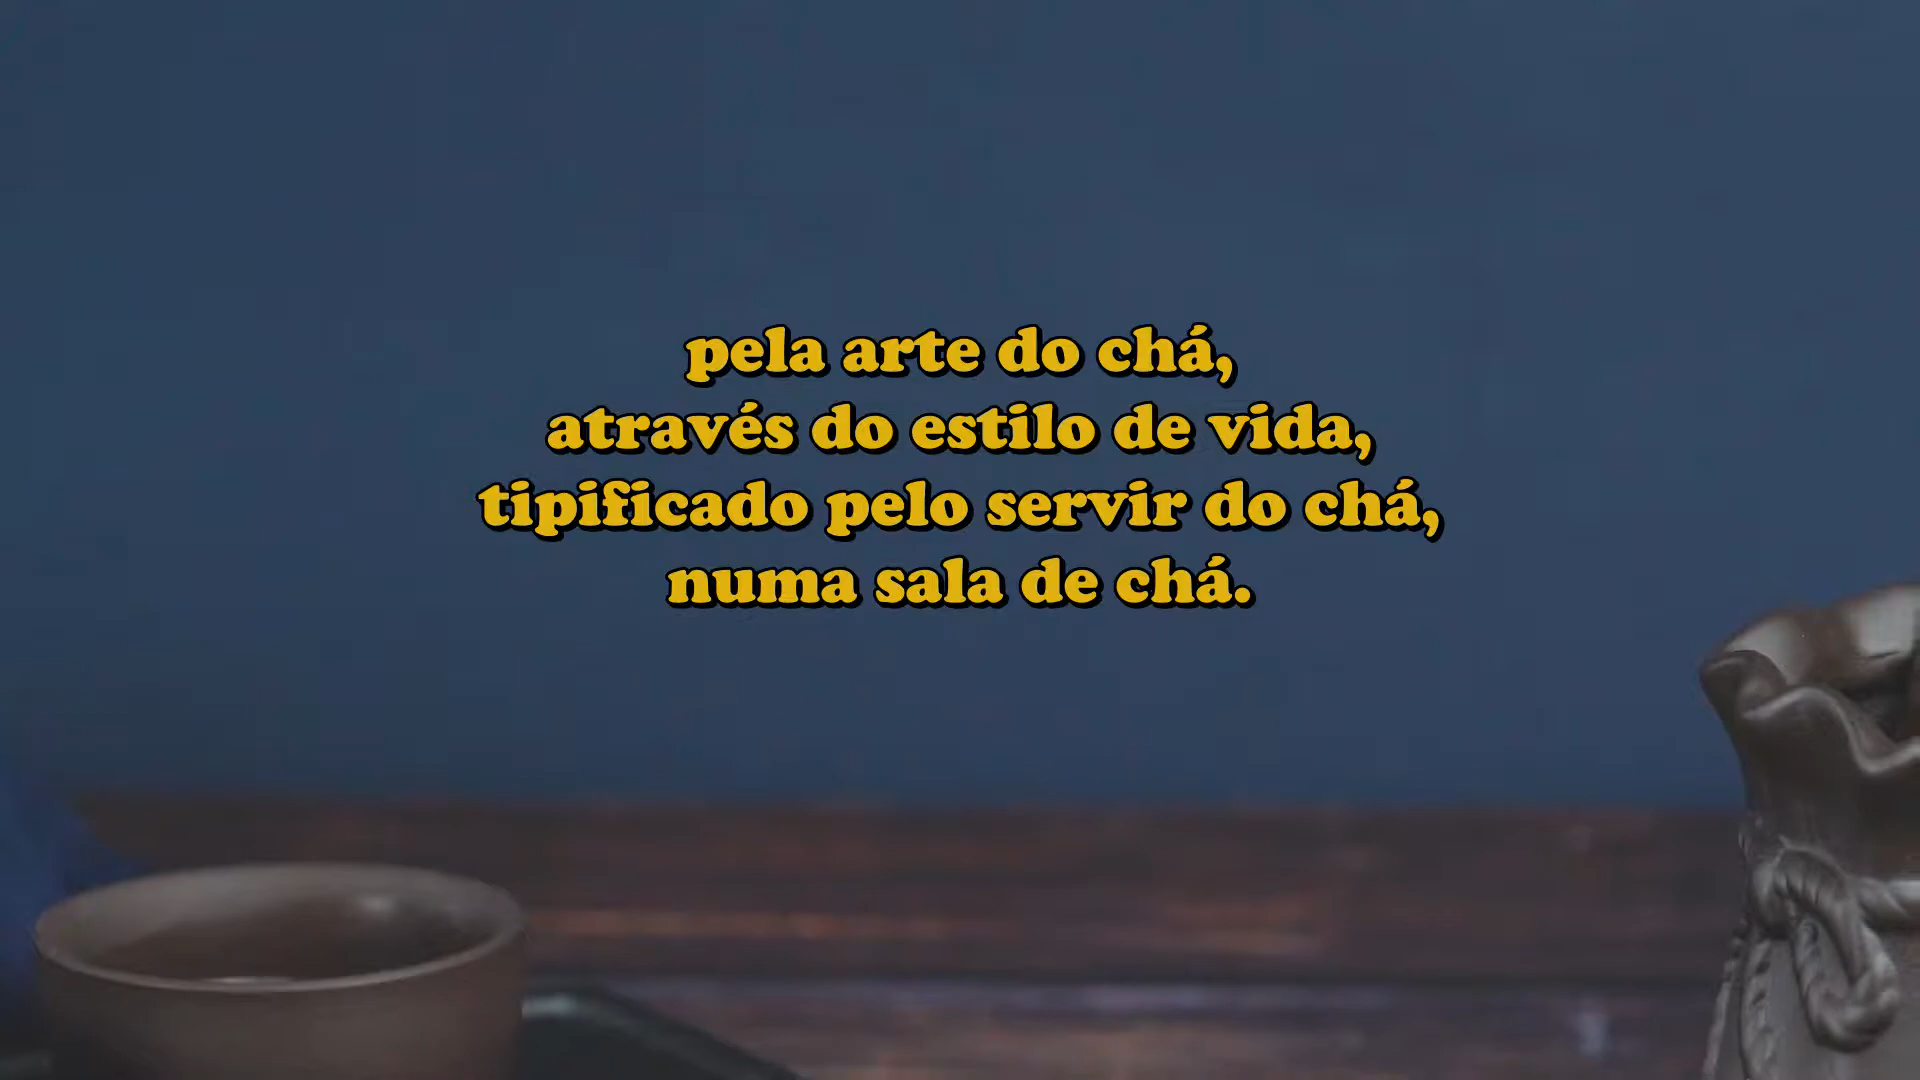 pela arte do chá,
através do estilo de vida,
tipificado pelo servir do chá,
numa sala de chá.